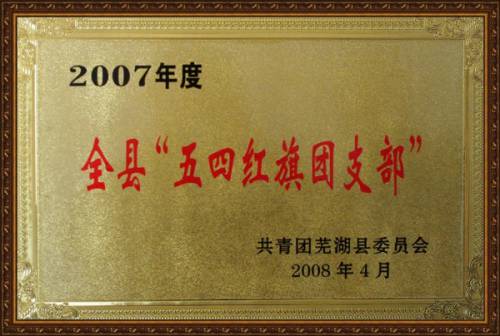 2007年度
全县“五四红旗团支部”
共青团芜湖县委员会
2008年4月